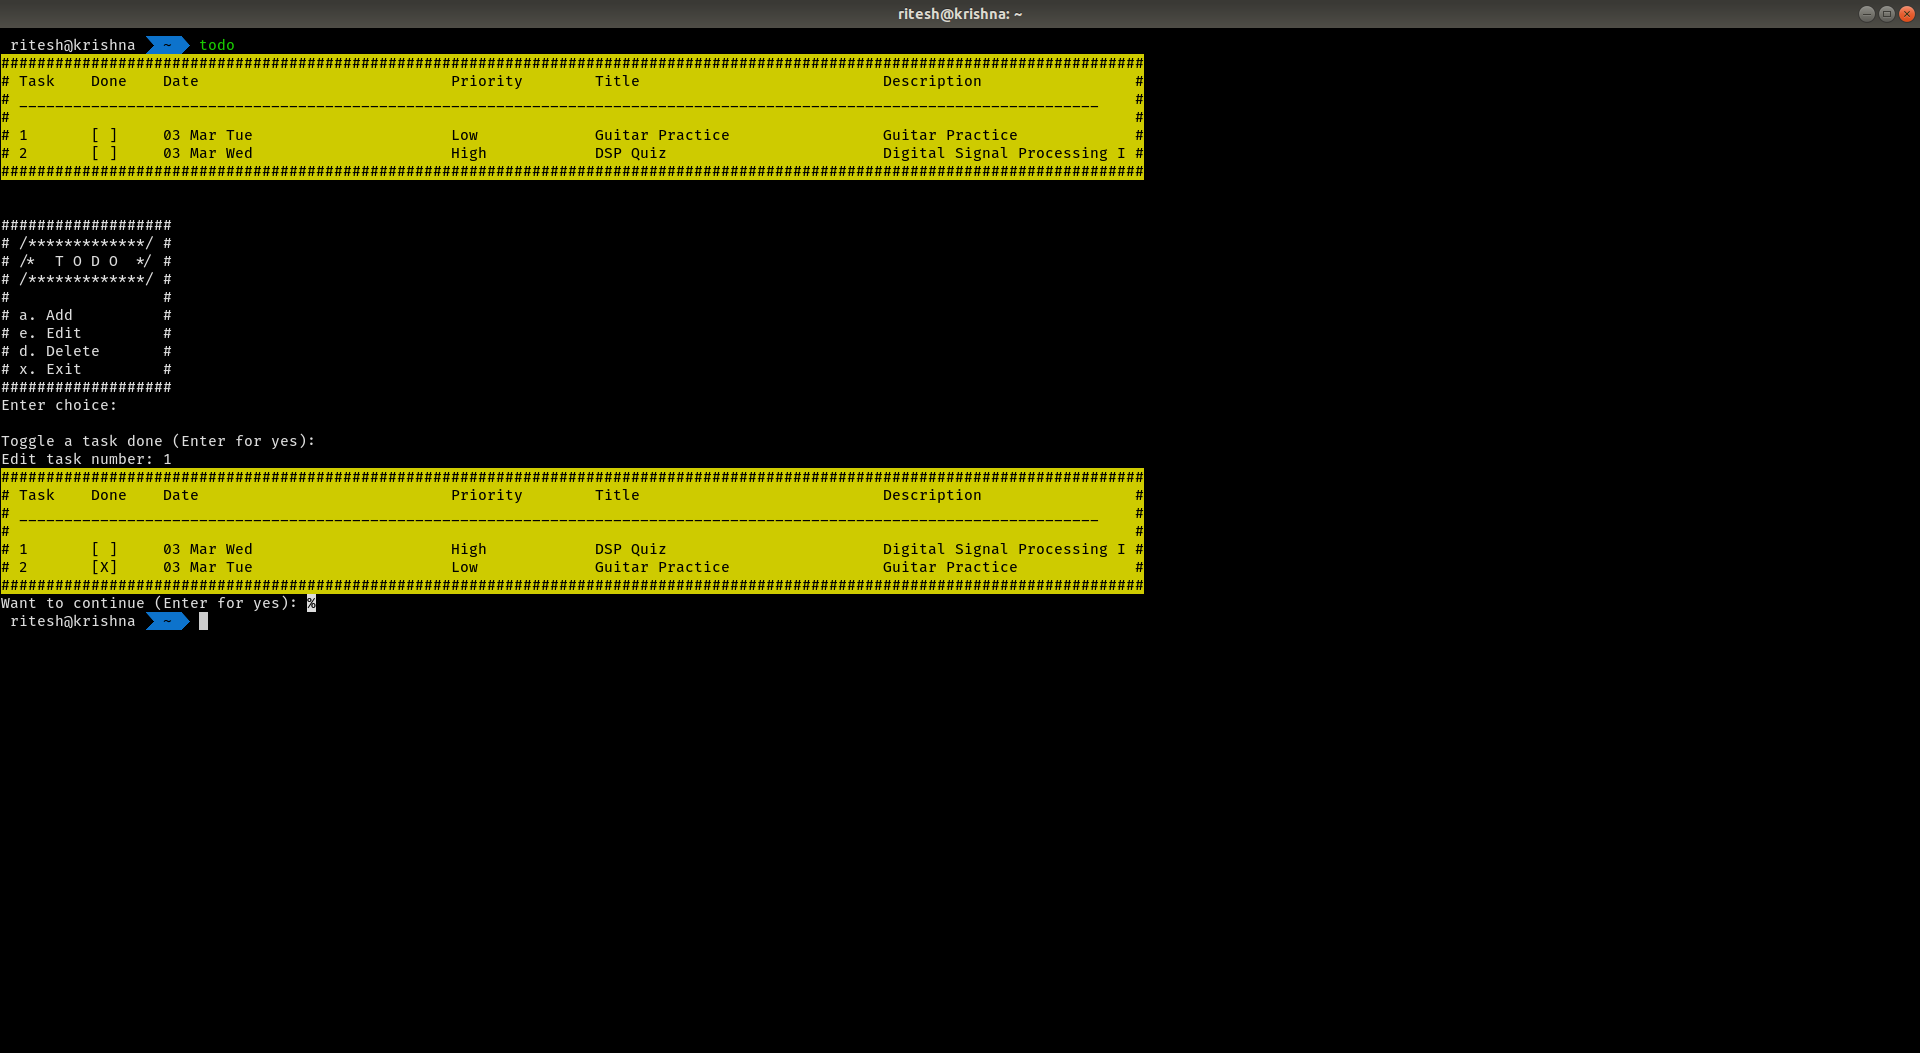 ritesh@krishna: ~
ritesh@krishna ~ todo
###############################################################################################################################
# Task    Done    Date                            Priority        Title                           Description                 #
# ________________________________________________________________________________________________________________________    #
#                                                                                                                             #
# 1       [ ]     03 Mar Tue                      Low             Guitar Practice                 Guitar Practice             #
# 2       [ ]     03 Mar Wed                      High            DSP Quiz                        Digital Signal Processing I #
###############################################################################################################################
###################
# /*************/ #
# /*  T O D O  */ #
# /*************/ #
#                 #
# a. Add          #
# e. Edit         #
# d. Delete       #
# x. Exit         #
###################
Enter choice:
Toggle a task done (Enter for yes):
Edit task number: 1
###############################################################################################################################
# Task    Done    Date                            Priority        Title                           Description                 #
# ________________________________________________________________________________________________________________________    #
#                                                                                                                             #
# 1       [ ]     03 Mar Wed                      High            DSP Quiz                        Digital Signal Processing I #
# 2       [X]     03 Mar Tue                      Low             Guitar Practice                 Guitar Practice             #
###############################################################################################################################
Want to continue (Enter for yes): %
ritesh@krishna ~